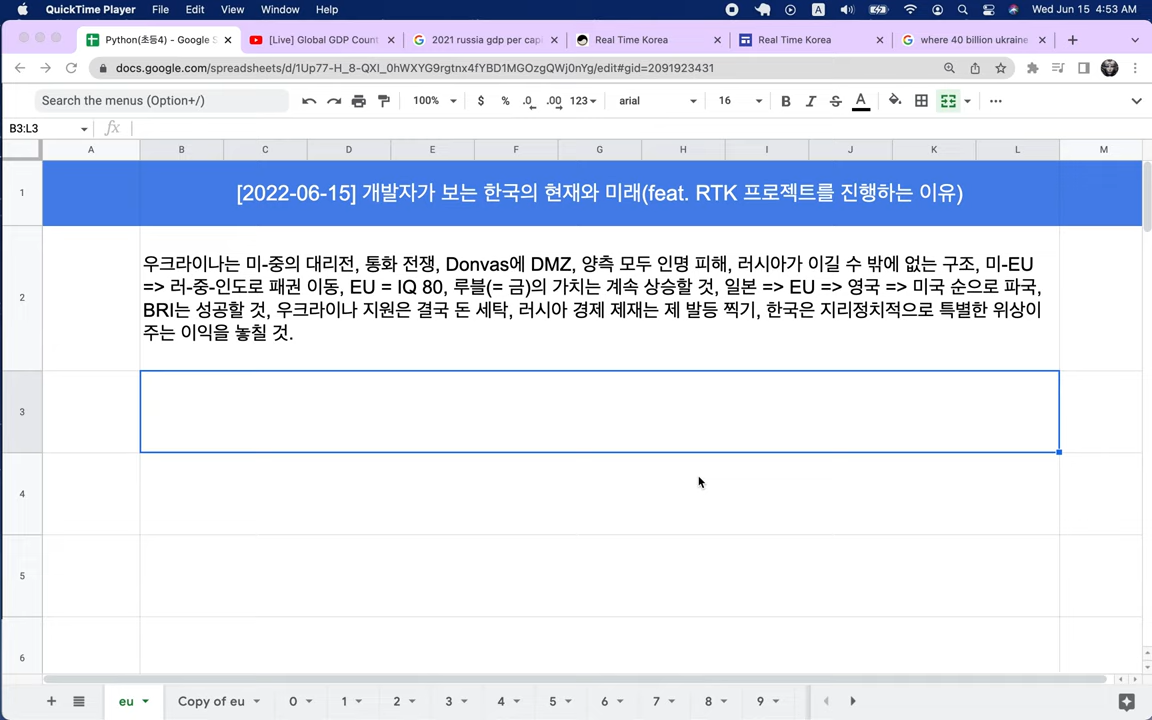 QuickTime Player File Edit View Window Help Wed Jun 15 4:53 AM
Python(초등4) - Google S [Live] Global GDP Count 2021 russia gdp per cap Real Time Korea Real Time Korea where 40 billion ukraine
docs.google.com/spreadsheets/d/1Up77-H_8-QXI_0hWXYG9rgtnx4fYBD1MGOzgQWj0nYg/edit#gid=2091923431
Search the menus (Option+/) 100% $ % .0 .00 123 arial 16 B I S A
B3:L3 fx
A B C D E F G H I J K L M
1 [2022-06-15] 개발자가 보는 한국의 현재와 미래(feat. RTK 프로젝트를 진행하는 이유)
우크라이나는 미-중의 대리전, 통화 전쟁, Donvas에 DMZ, 양측 모두 인명 피해, 러시아가 이길 수 밖에 없는 구조, 미-EU
2 => 러-중-인도로 패권 이동, EU = IQ 80, 루블(= 금)의 가치는 계속 상승할 것, 일본 => EU => 영국 => 미국 순으로 파국,
BRI는 성공할 것, 우크라이나 지원은 결국 돈 세탁, 러시아 경제 제재는 제 발등 찍기, 한국은 지리정치적으로 특별한 위상이
주는 이익을 놓칠 것.
3
4
5
6
eu Copy of eu 0 1 2 3 4 5 6 7 8 9